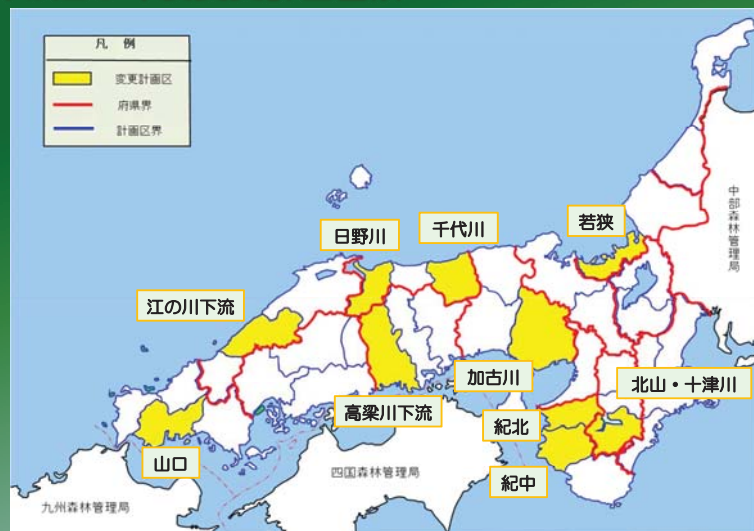 凡 例
変更計画区
府県界
計画区界
中部森林管理局
若狭
千代川
日野川
江の川下流
加古川
北山・十津川
高梁川下流
紀北
山口
四国森林管理局
紀中
九州森林管理局